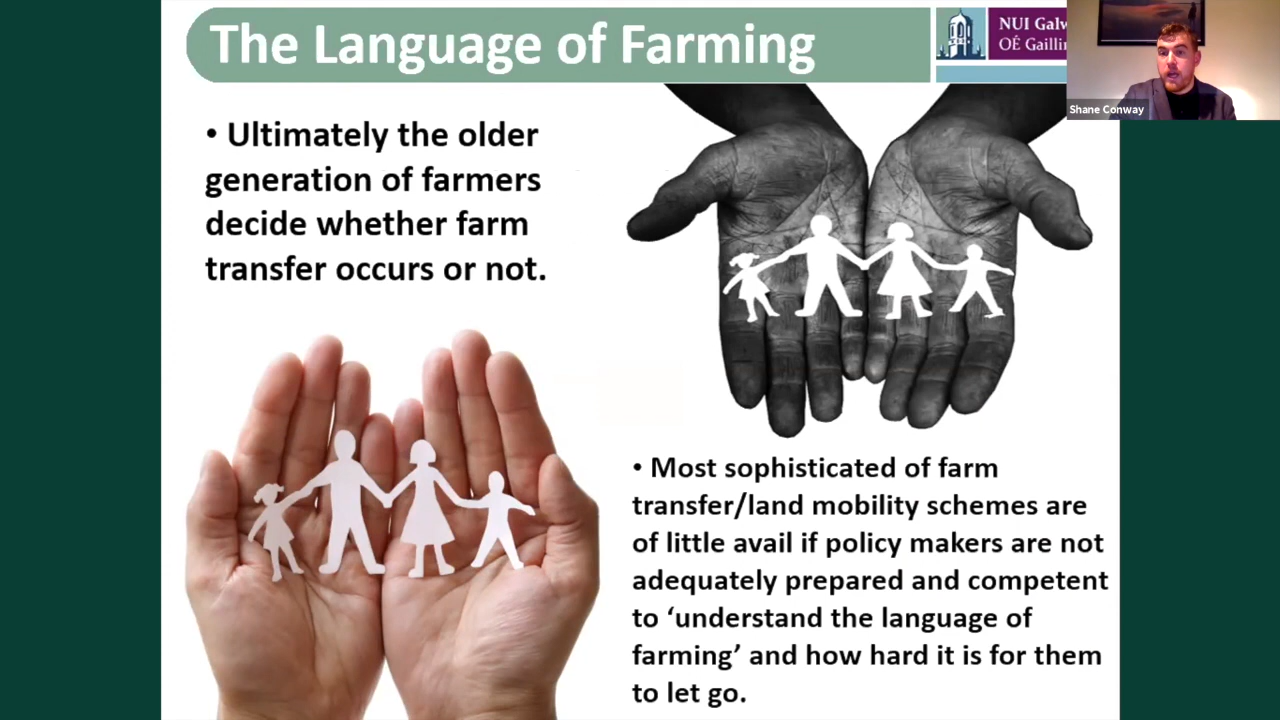 The Language of Farming
NUI Galw
OÉ Gailli
Shane Conway
• Ultimately the older
generation of farmers
decide whether farm
transfer occurs or not.
• Most sophisticated of farm
transfer/land mobility schemes are
of little avail if policy makers are not
adequately prepared and competent
to ‘understand the language of
farming’ and how hard it is for them
to let go.